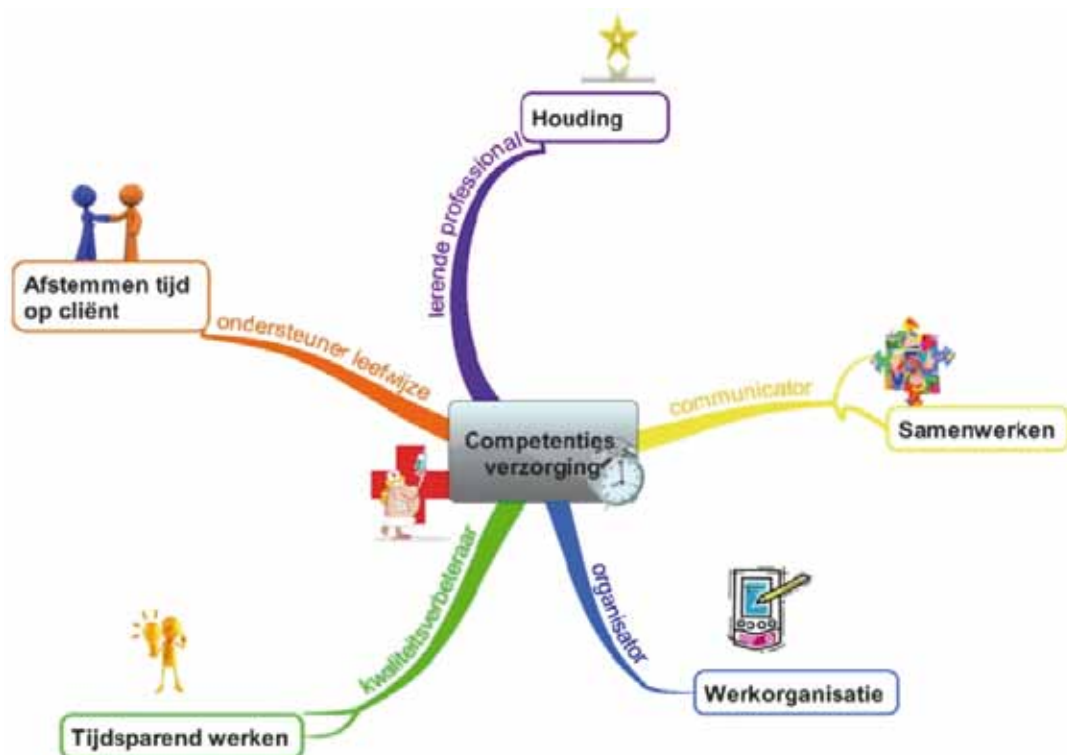 Houding
lerende professional
Afstemmen tijd
op cliënt
ondersteuner leefwijze
communicator
Samenwerken
Competenties
verzorging
kwaliteitsverbeteraar
organisator
Werkorganisatie
Tijdsparend werken